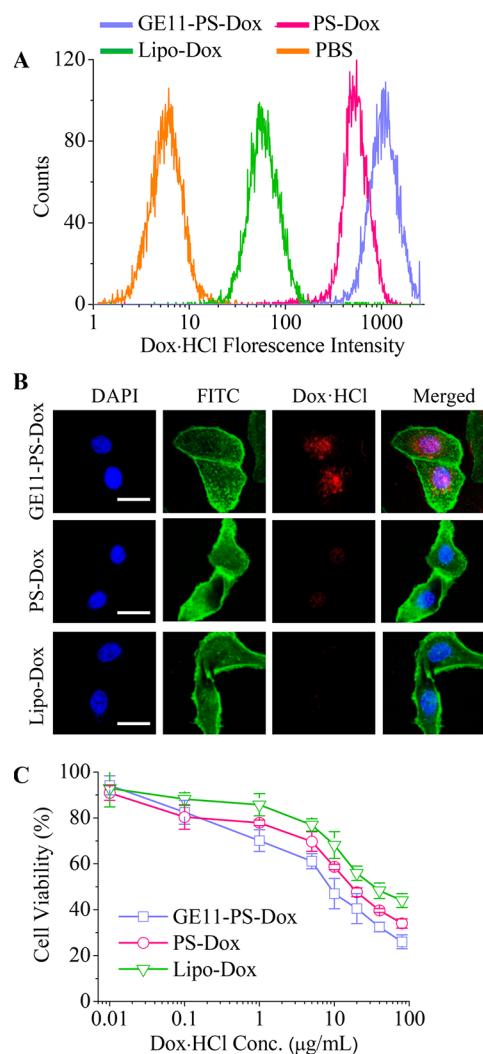 GE11-PS-Dox PS-Dox
Lipo-Dox PBS
A
120
80
40
0
Counts
1 10 100 1000
Dox·HCl Florescence Intensity
B
DAPI FITC Dox·HCl Merged
GE11-PS-Dox
PS-Dox
Lipo-Dox
C
100
80
60
40
20
0
Cell Viability (%)
GE11-PS-Dox
PS-Dox
Lipo-Dox
0.01 0.1 1 10 100
Dox·HCl Conc. (μg/mL)